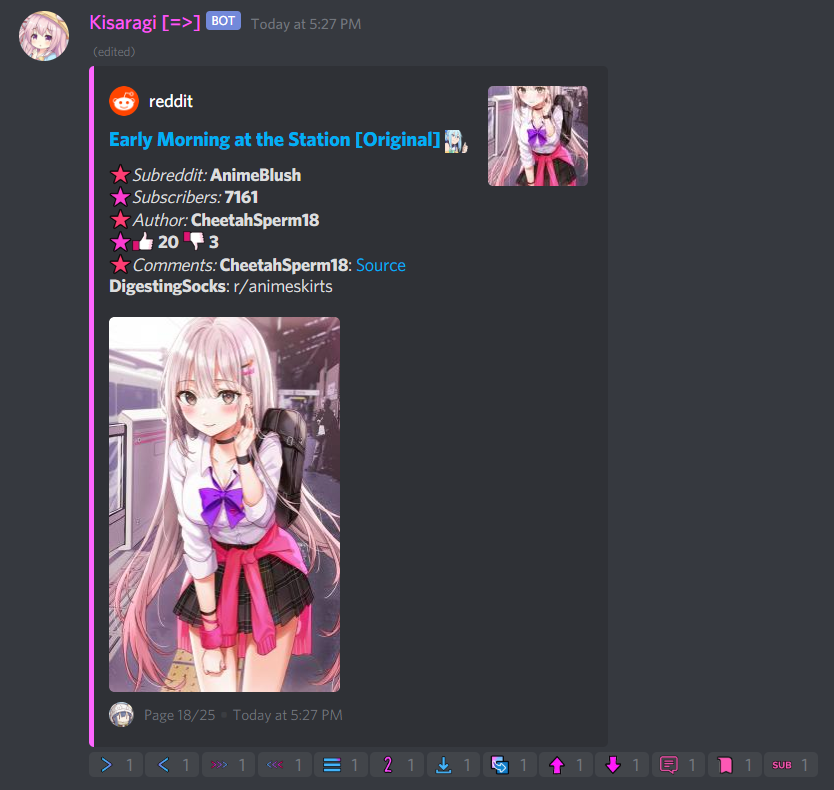 Kisaragi [=>] BOT Today at 5:27 PM
(edited)
reddit
Early Morning at the Station [Original]
Subreddit: AnimeBlush
Subscribers: 7161
Author: CheetahSperm18
20 3
Comments: CheetahSperm18: Source
DigestingSocks: r/animeskirts
Page 18/25 • Today at 5:27 PM
> 1 < 1 >>> 1 <<< 1 1 2 1 1 1 1 1 1 1 SUB 1